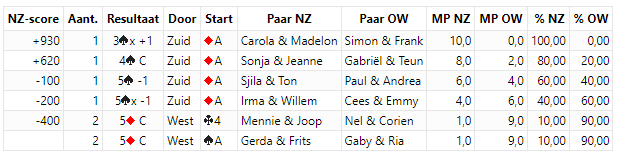 NZ-score Aant. Resultaat Door Start Paar NZ Paar OW MP NZ MP OW % NZ % OW
+930 1 3♠x +1 Zuid ♦A Carola & Madelon Simon & Frank 10,0 0,0 100,00 0,00
+620 1 4♠ C Zuid ♦A Sonja & Jeanne Gabriël & Teun 8,0 2,0 80,00 20,00
-100 1 5♠ -1 Zuid ♦A Sjila & Ton Paul & Andrea 6,0 4,0 60,00 40,00
-200 1 5♠x -1 Zuid ♦A Irma & Willem Cees & Emmy 4,0 6,0 40,00 60,00
-400 2 5♦ C West ♣4 Mennie & Joop Nel & Corien 1,0 9,0 10,00 90,00
2 5♦ C West ♠A Gerda & Frits Gaby & Ria 1,0 9,0 10,00 90,00